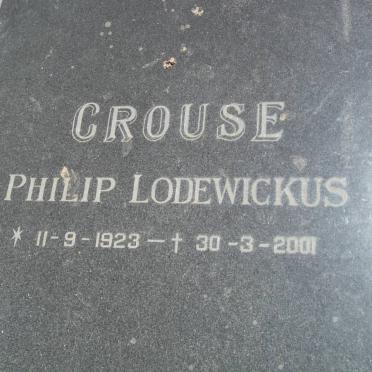 CROUSE
PHILIP LODEWICKUS
* 11-9-1923 — † 30-3-2001